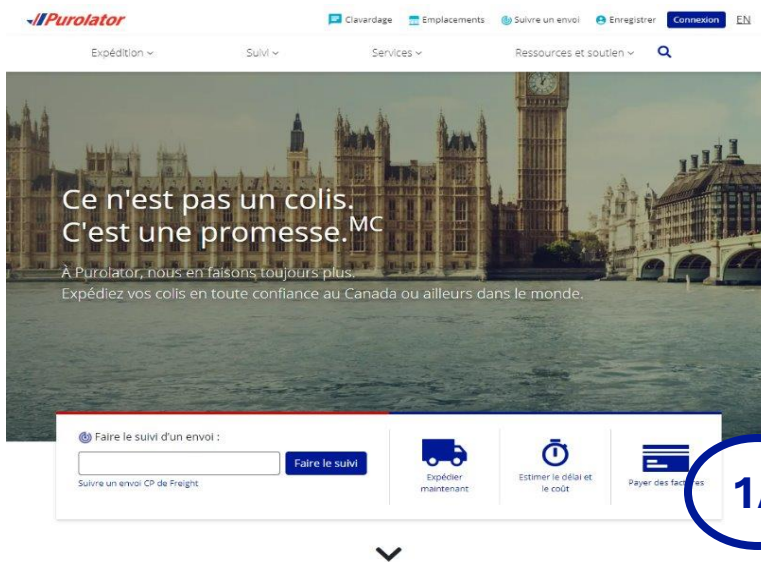 Purolator
Clavardage Emplacements Suivre un envoi Enregistrer Connexion EN
Expédition Suivi Services Ressources et soutien
Ce n'est pas un colis.
C'est une promesse.MC
À Purolator, nous en faisons toujours plus.
Expédiez vos colis en toute confiance au Canada ou ailleurs dans le monde.
Faire le suivi d'un envoi :
Faire le suivi
Suivre un envoi CP de Freight
Expédier
maintenant
Estimer le délai et
le coût
Payer des factures
1